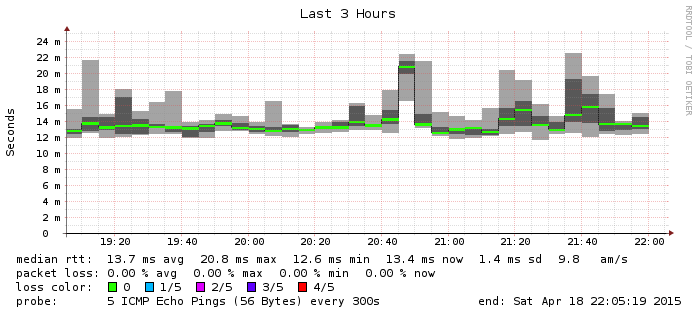 Last 3 Hours
RRDTOOL / TOBI OETIKER
Seconds
24 m
22 m
20 m
18 m
16 m
14 m
12 m
10 m
8 m
6 m
4 m
2 m
0
19:20 19:40 20:00 20:20 20:40 21:00 21:20 21:40 22:00
median rtt: 13.7 ms avg 20.8 ms max 12.6 ms min 13.4 ms now 1.4 ms sd 9.8 am/s
packet loss: 0.00 % avg 0.00 % max 0.00 % min 0.00 % now
loss color: 0 1/5 2/5 3/5 4/5
probe: 5 ICMP Echo Pings (56 Bytes) every 300s end: Sat Apr 18 22:05:19 2015